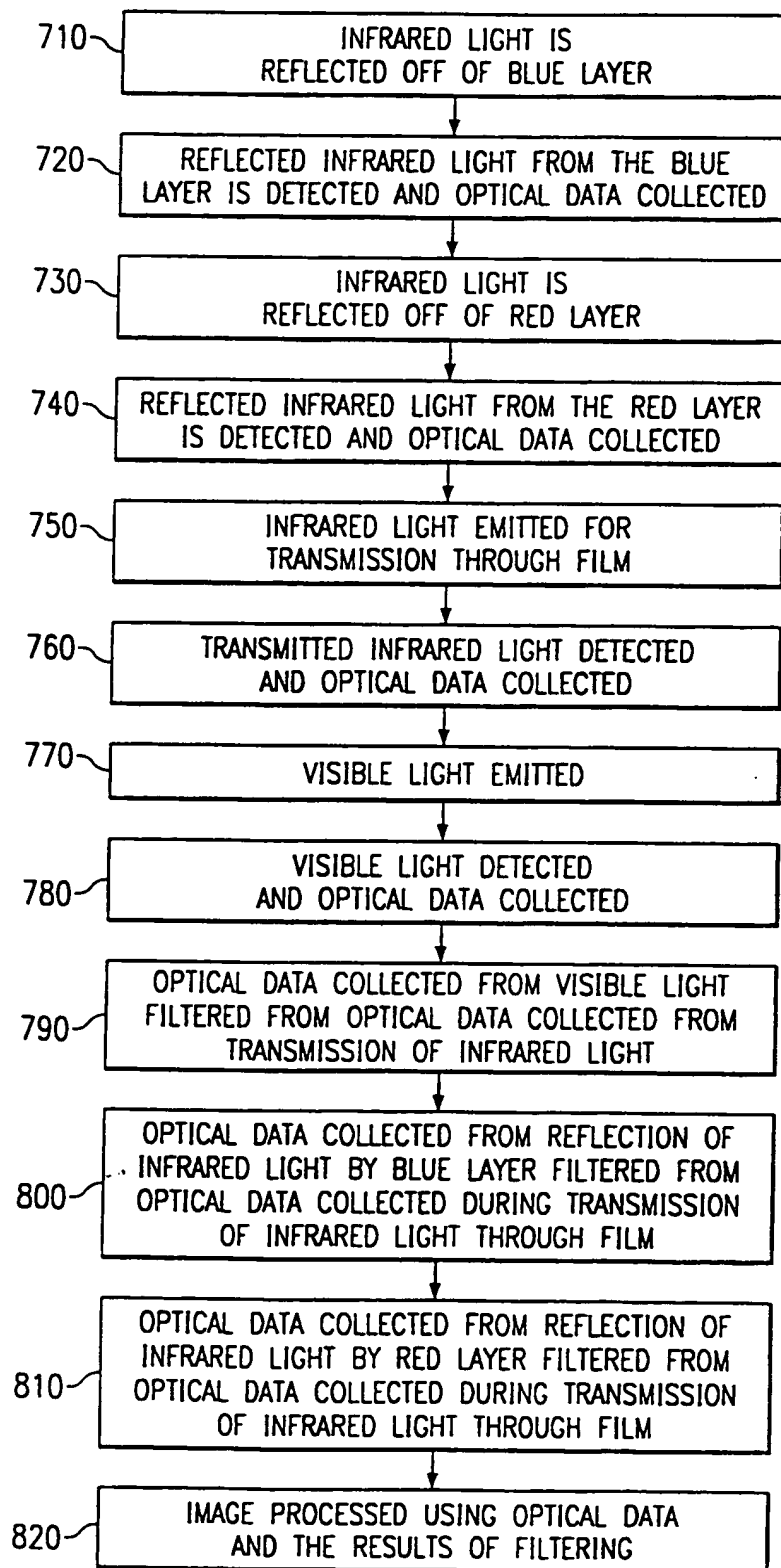 710
INFRARED LIGHT IS
REFLECTED OFF OF BLUE LAYER
720
REFLECTED INFRARED LIGHT FROM THE BLUE
LAYER IS DETECTED AND OPTICAL DATA COLLECTED
730
INFRARED LIGHT IS
REFLECTED OFF OF RED LAYER
740
REFLECTED INFRARED LIGHT FROM THE RED LAYER
IS DETECTED AND OPTICAL DATA COLLECTED
750
INFRARED LIGHT EMITTED FOR
TRANSMISSION THROUGH FILM
760
TRANSMITTED INFRARED LIGHT DETECTED
AND OPTICAL DATA COLLECTED
770
VISIBLE LIGHT EMITTED
780
VISIBLE LIGHT DETECTED
AND OPTICAL DATA COLLECTED
790
OPTICAL DATA COLLECTED FROM VISIBLE LIGHT
FILTERED FROM OPTICAL DATA COLLECTED FROM
TRANSMISSION OF INFRARED LIGHT
800
OPTICAL DATA COLLECTED FROM REFLECTION OF
INFRARED LIGHT BY BLUE LAYER FILTERED FROM
OPTICAL DATA COLLECTED DURING TRANSMISSION
OF INFRARED LIGHT THROUGH FILM
810
OPTICAL DATA COLLECTED FROM REFLECTION OF
INFRARED LIGHT BY RED LAYER FILTERED FROM
OPTICAL DATA COLLECTED DURING TRANSMISSION
OF INFRARED LIGHT THROUGH FILM
820
IMAGE PROCESSED USING OPTICAL DATA
AND THE RESULTS OF FILTERING